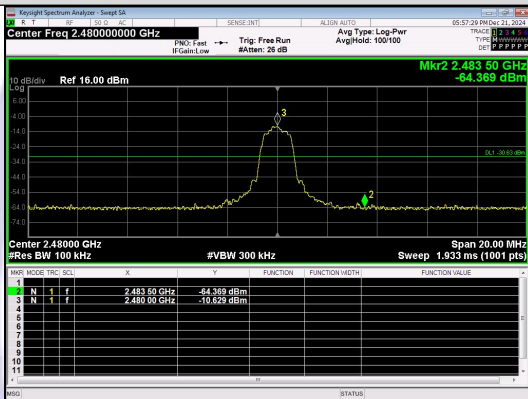 Keysight Spectrum Analyzer - Swept SA
R T RF 50 Ω AC SENSE:INT ALIGN AUTO 05:57:29 PM Dec 21, 2024
Center Freq 2.480000000 GHz
PNO: Fast
IFGain:Low
Trig: Free Run
#Atten: 26 dB
Avg Type: Log-Pwr
Avg|Hold: 100/100
TRACE 1 2 3 4 5 6
TYPE M
DET P P P P P P
Mkr2 2.483 50 GHz
-64.369 dBm
10 dB/div Ref 16.00 dBm
Log
6.00
-4.00
-14.0
-24.0
-34.0
-44.0
-54.0
-64.0
-74.0
3
DL1 -30.63 dBm
2
Center 2.48000 GHz Span 20.00 MHz
#Res BW 100 kHz #VBW 300 kHz Sweep 1.933 ms (1001 pts)
MKR MODE TRC SCL X Y FUNCTION FUNCTION WIDTH FUNCTION VALUE
1
2 N 1 f 2.483 50 GHz -64.369 dBm
3 N 1 f 2.480 00 GHz -10.629 dBm
4
5
6
7
8
9
10
11
MSG STATUS